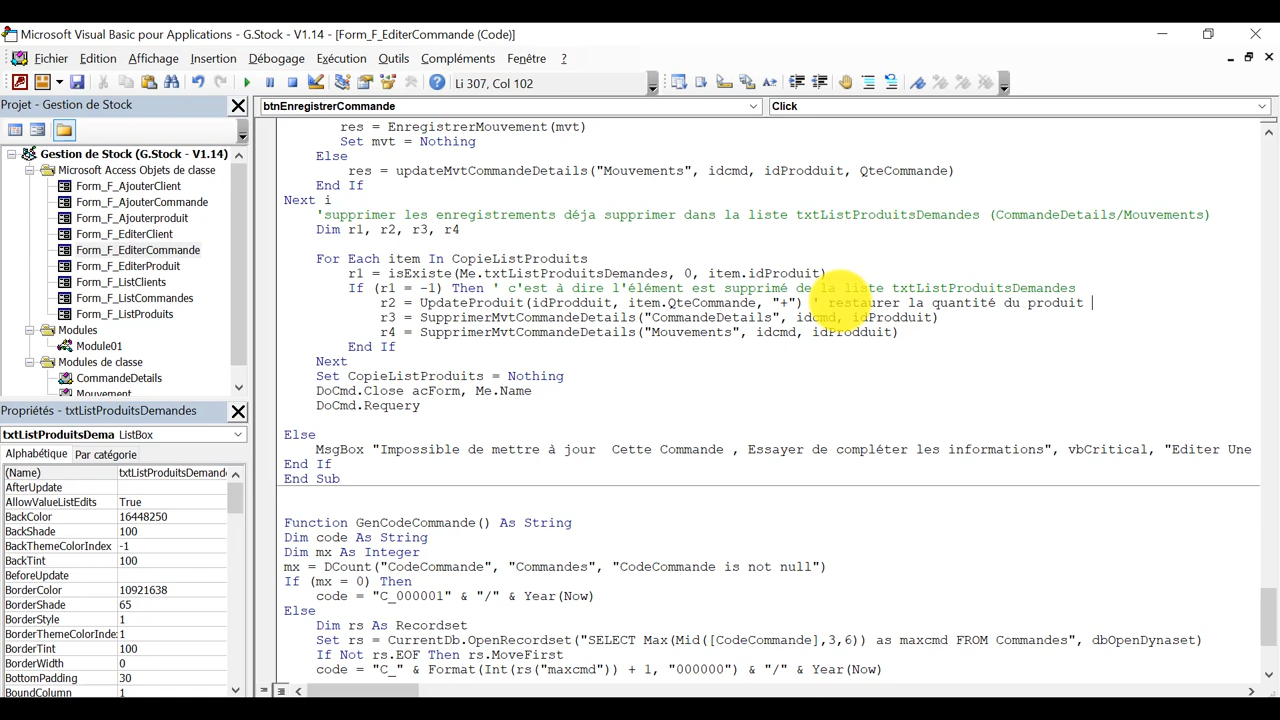 Microsoft Visual Basic pour Applications - G.Stock - V1.14 - [Form_F_EditerCommande (Code)]
Fichier Edition Affichage Insertion Débogage Exécution Outils Compléments Fenêtre ?
Li 307, Col 102
Projet - Gestion de Stock
Gestion de Stock (G.Stock - V1.14)
Microsoft Access Objets de classe
Form_F_AjouterClient
Form_F_AjouterCommande
Form_F_Ajouterproduit
Form_F_EditerClient
Form_F_EditerCommande
Form_F_EditerProduit
Form_F_ListClients
Form_F_ListCommandes
Form_F_ListProduits
Modules
Module01
Modules de classe
CommandeDetails
Mouvement
Propriétés - txtListProduitsDemandes
txtListProduitsDema ListBox
Alphabétique Par catégorie
(Name) txtListProduitsDemande
AfterUpdate
AllowValueListEdits True
BackColor 16448250
BackShade 100
BackThemeColorIndex -1
BackTint 100
BeforeUpdate
BorderColor 10921638
BorderShade 65
BorderStyle 1
BorderThemeColorInde: 1
BorderTint 100
BorderWidth 0
BottomPadding 30
BoundColumn 1
btnEnregistrerCommande Click
res = EnregistrerMouvement(mvt)
Set mvt = Nothing
Else
res = updateMvtCommandeDetails("Mouvements", idcmd, idProdduit, QteCommande)
End If
Next i
'supprimer les enregistrements déja supprimer dans la liste txtListProduitsDemandes (CommandeDetails/Mouvements)
Dim r1, r2, r3, r4
For Each item In CopieListProduits
r1 = isExiste(Me.txtListProduitsDemandes, 0, item.idProduit)
If (r1 = -1) Then ' c'est à dire l'élément est supprimé de la liste txtListProduitsDemandes
r2 = UpdateProduit(idProdduit, item.QteCommande, "+") ' restaurer la quantité du produit
r3 = SupprimerMvtCommandeDetails("CommandeDetails", idcmd, idProdduit)
r4 = SupprimerMvtCommandeDetails("Mouvements", idcmd, idProdduit)
End If
Next
Set CopieListProduits = Nothing
DoCmd.Close acForm, Me.Name
DoCmd.Requery
Else
MsgBox "Impossible de mettre à jour  Cette Commande , Essayer de compléter les informations", vbCritical, "Editer Une
End If
End Sub
Function GenCodeCommande() As String
Dim code As String
Dim mx As Integer
mx = DCount("CodeCommande", "Commandes", "CodeCommande is not null")
If (mx = 0) Then
code = "C_000001" & "/" & Year(Now)
Else
Dim rs As Recordset
Set rs = CurrentDb.OpenRecordset("SELECT Max(Mid([CodeCommande],3,6)) as maxcmd FROM Commandes", dbOpenDynaset)
If Not rs.EOF Then rs.MoveFirst
code = "C_" & Format(Int(rs("maxcmd")) + 1, "000000") & "/" & Year(Now)